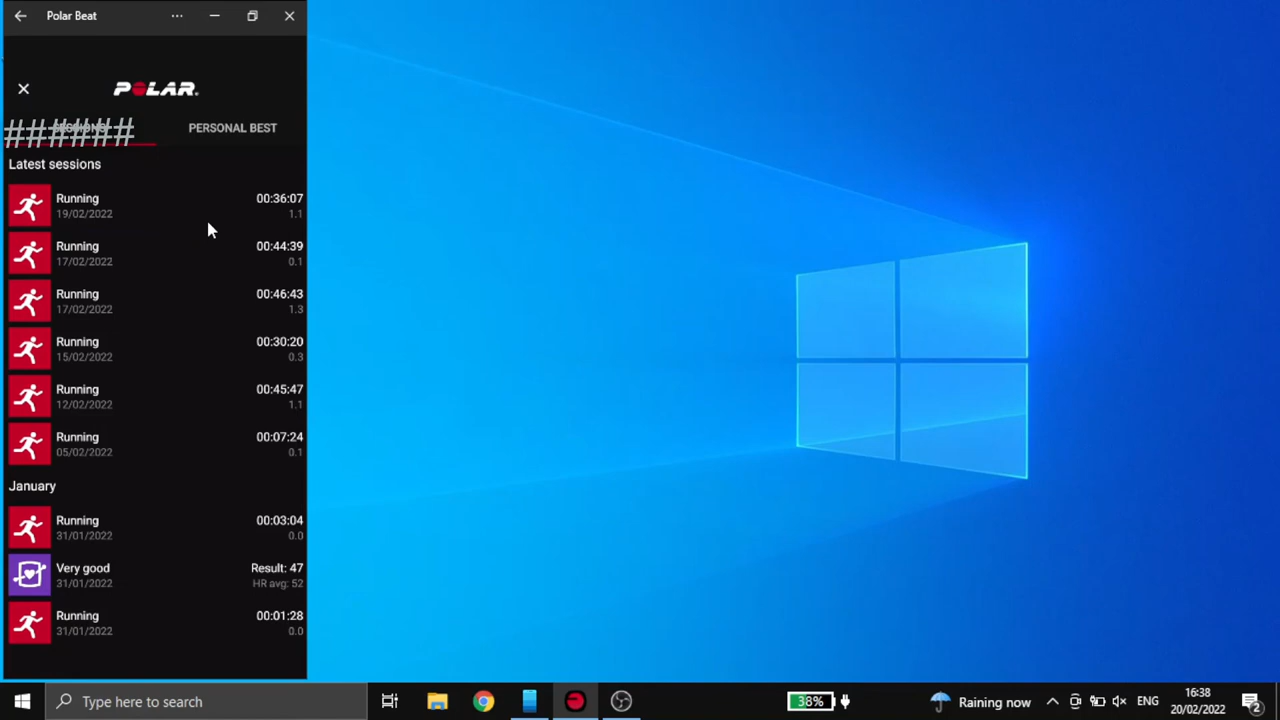 Polar Beat
POLAR
######
PERSONAL BEST
Latest sessions
Running 00:36:07
19/02/2022 1.1
Running 00:44:39
17/02/2022 0.1
Running 00:46:43
17/02/2022 1.3
Running 00:30:20
15/02/2022 0.3
Running 00:45:47
12/02/2022 1.1
Running 00:07:24
05/02/2022 0.1
January
Running 00:03:04
31/01/2022 0.0
Very good Result: 47
31/01/2022 HR avg: 52
Running 00:01:28
31/01/2022 0.0
Type here to search
38%
Raining now
ENG
16:38
20/02/2022
2